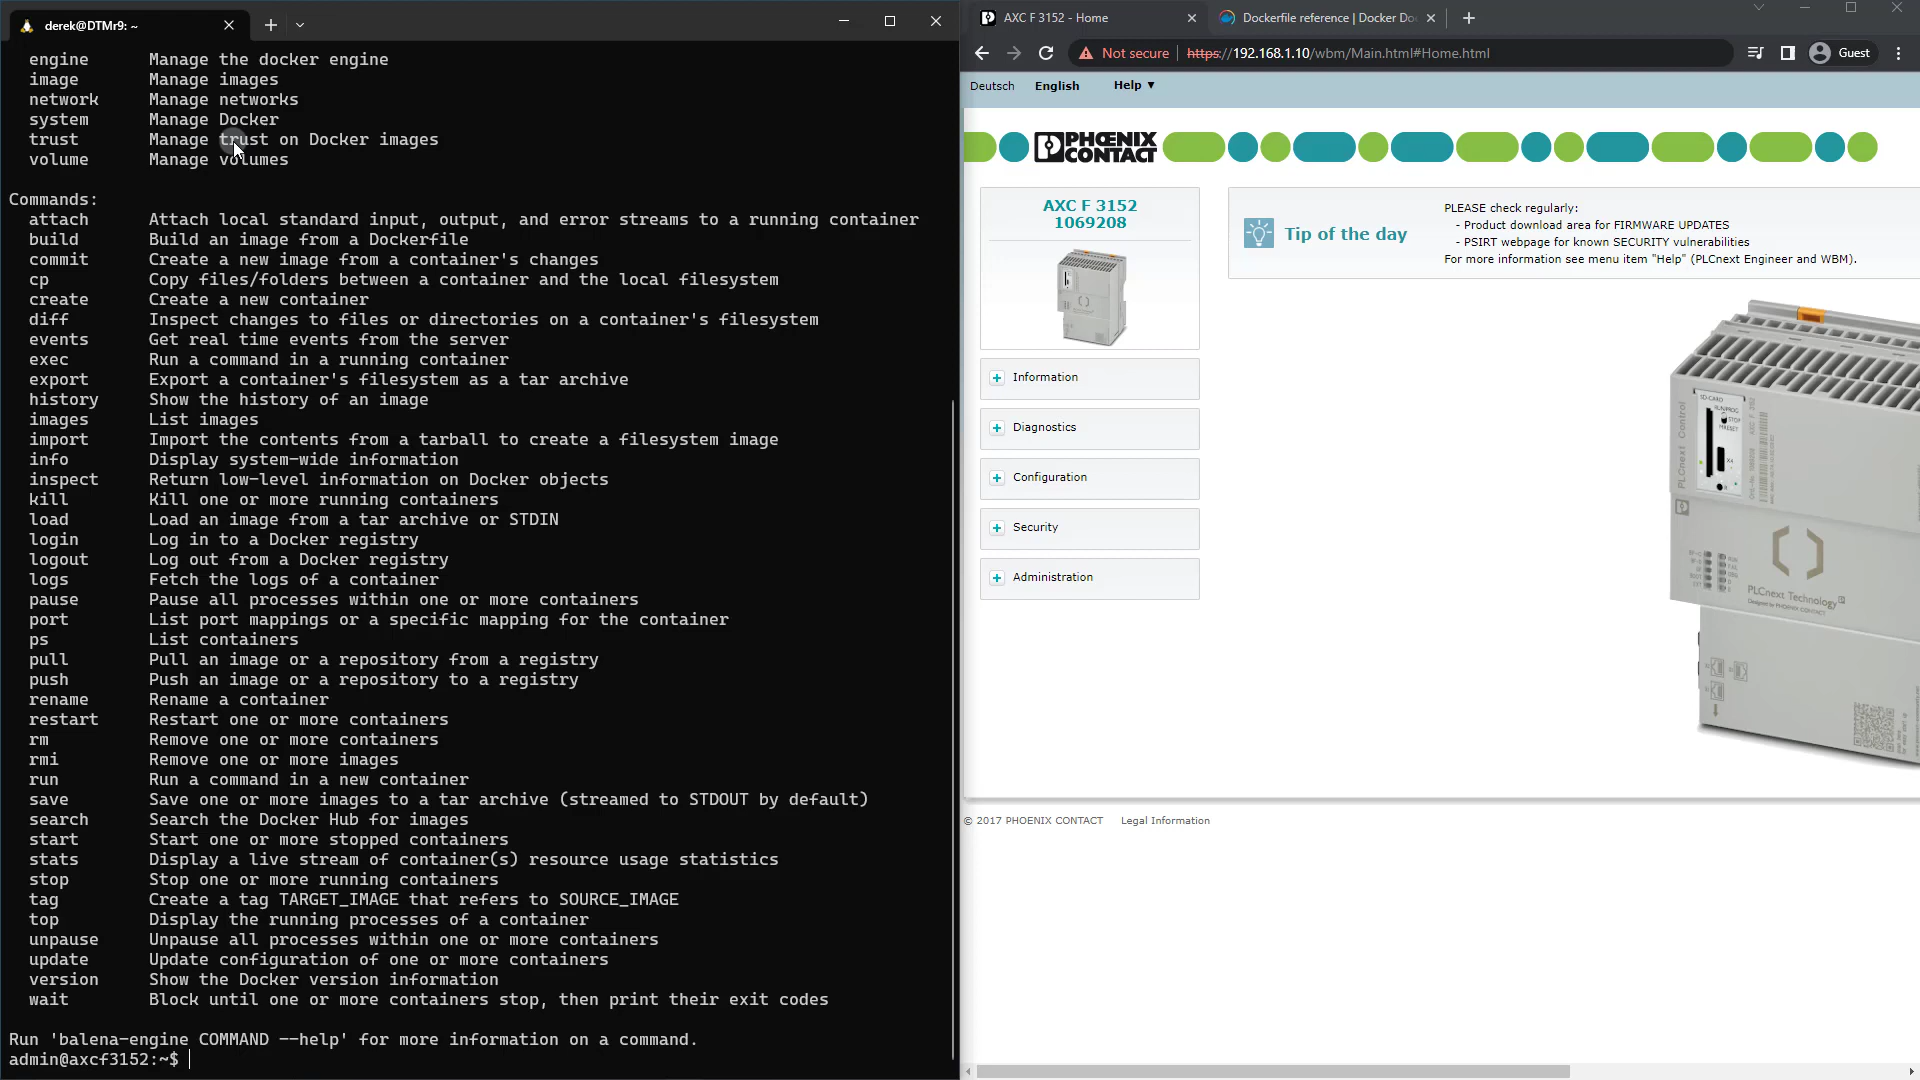 derek@DTMr9: ~
engine Manage the docker engine
image Manage images
network Manage networks
system Manage Docker
trust Manage trust on Docker images
volume Manage volumes
Commands:
attach Attach local standard input, output, and error streams to a running container
build Build an image from a Dockerfile
commit Create a new image from a container's changes
cp Copy files/folders between a container and the local filesystem
create Create a new container
diff Inspect changes to files or directories on a container's filesystem
events Get real time events from the server
exec Run a command in a running container
export Export a container's filesystem as a tar archive
history Show the history of an image
images List images
import Import the contents from a tarball to create a filesystem image
info Display system-wide information
inspect Return low-level information on Docker objects
kill Kill one or more running containers
load Load an image from a tar archive or STDIN
login Log in to a Docker registry
logout Log out from a Docker registry
logs Fetch the logs of a container
pause Pause all processes within one or more containers
port List port mappings or a specific mapping for the container
ps List containers
pull Pull an image or a repository from a registry
push Push an image or a repository to a registry
rename Rename a container
restart Restart one or more containers
rm Remove one or more containers
rmi Remove one or more images
run Run a command in a new container
save Save one or more images to a tar archive (streamed to STDOUT by default)
search Search the Docker Hub for images
start Start one or more stopped containers
stats Display a live stream of container(s) resource usage statistics
stop Stop one or more running containers
tag Create a tag TARGET_IMAGE that refers to SOURCE_IMAGE
top Display the running processes of a container
unpause Unpause all processes within one or more containers
update Update configuration of one or more containers
version Show the Docker version information
wait Block until one or more containers stop, then print their exit codes
Run 'balena-engine COMMAND --help' for more information on a command.
admin@axcf3152:~$
AXC F 3152 - Home
Dockerfile reference | Docker Do
Not secure https://192.168.1.10/wbm/Main.html#Home.html
Guest
Deutsch English Help ▼
PHŒNIX
CONTACT
AXC F 3152
1069208
Information
Diagnostics
Configuration
Security
Administration
Tip of the day
PLEASE check regularly:
- Product download area for FIRMWARE UPDATES
- PSIRT webpage for known SECURITY vulnerabilities
For more information see menu item "Help" (PLCnext Engineer and WBM).
SD-CARD
RUN/PROG
STOP
MRESET
X4
PLCnext Control
AXC F 3152
PLCnext Technology
Designed by PHOENIX CONTACT
© 2017 PHOENIX CONTACT Legal Information